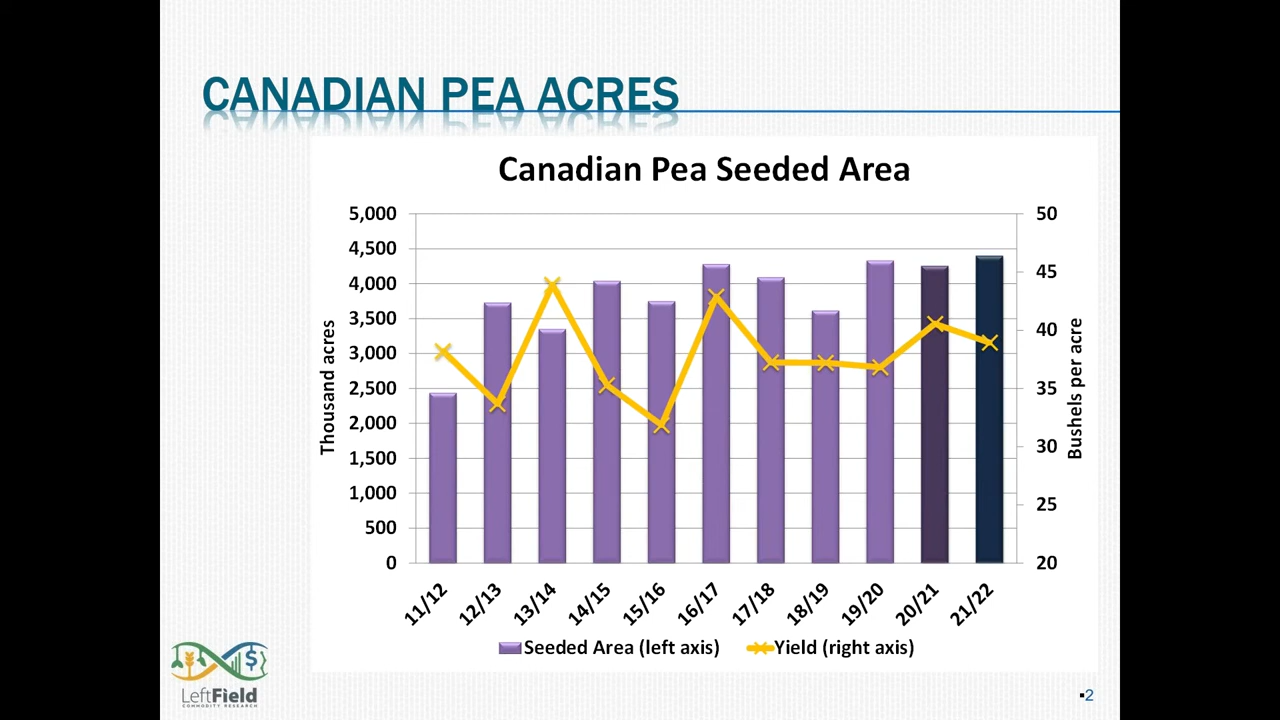 CANADIAN PEA ACRES
Canadian Pea Seeded Area
Thousand acres
5,000
4,500
4,000
3,500
3,000
2,500
2,000
1,500
1,000
500
0
50
45
40
35
30
25
20
Bushels per acre
11/12 12/13 13/14 14/15 15/16 16/17 17/18 18/19 19/20 20/21 21/22
Seeded Area (left axis) Yield (right axis)
LeftField
COMMODITY RESEARCH
2